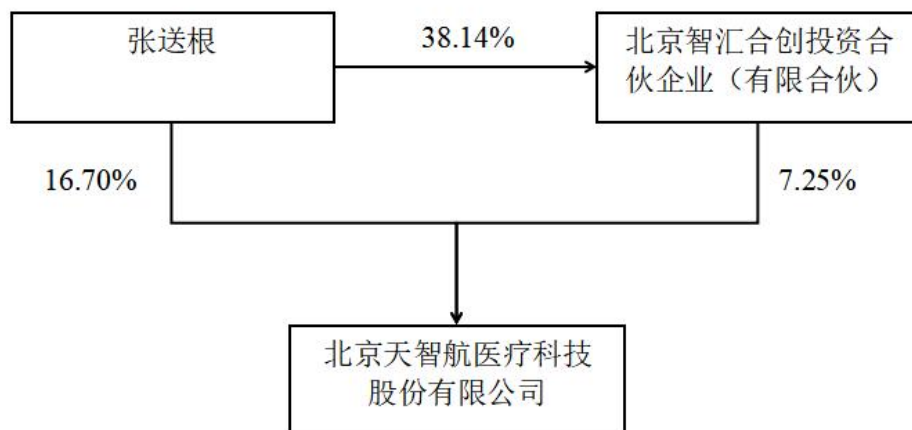 张送根
38.14%
北京智汇合创投资合
伙企业（有限合伙）
16.70%
7.25%
北京天智航医疗科技
股份有限公司